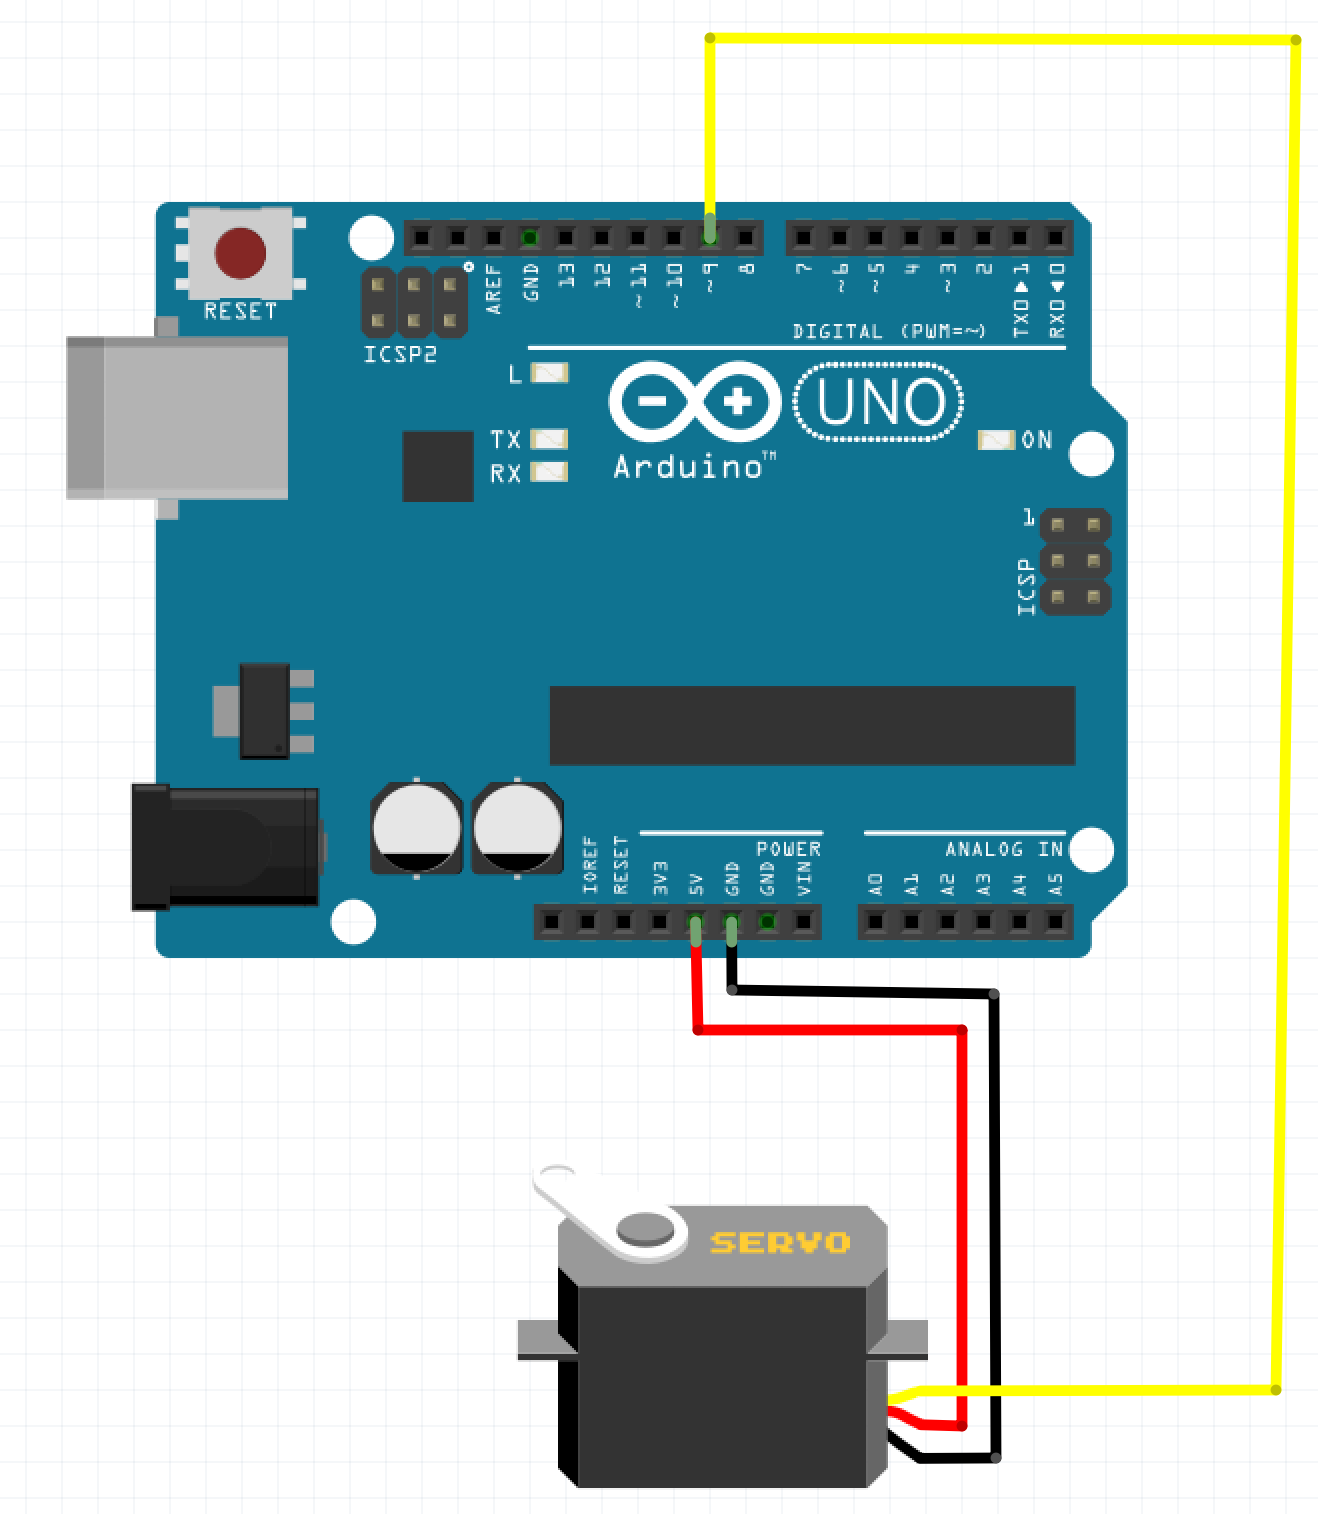 RESET
ICSP2
AREF
GND
13
12
~11
~10
~9
8
7
~6
~5
4
~3
2
TX0▶1
RX0◀0
DIGITAL (PWM=~)
L
TX
RX
UNO
Arduino™
ON
1
ICSP
POWER
ANALOG IN
IOREF
RESET
3V3
5V
GND
GND
VIN
A0
A1
A2
A3
A4
A5
SERVO